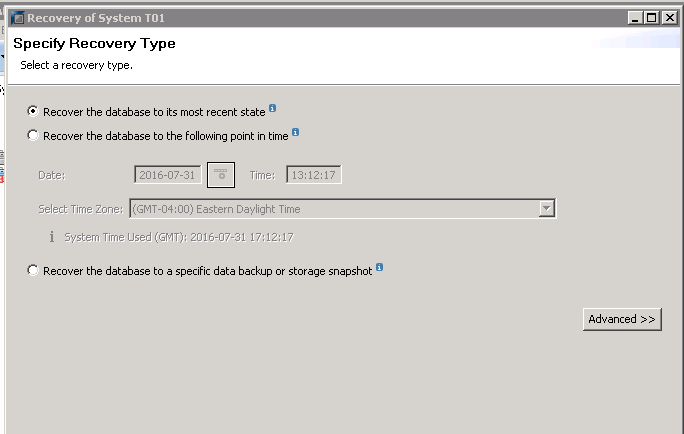 Recovery of System T01
Specify Recovery Type
Select a recovery type.
Recover the database to its most recent state
Recover the database to the following point in time
Date: 2016-07-31 Time: 13:12:17
Select Time Zone: (GMT-04:00) Eastern Daylight Time
System Time Used (GMT): 2016-07-31 17:12:17
Recover the database to a specific data backup or storage snapshot
Advanced >>